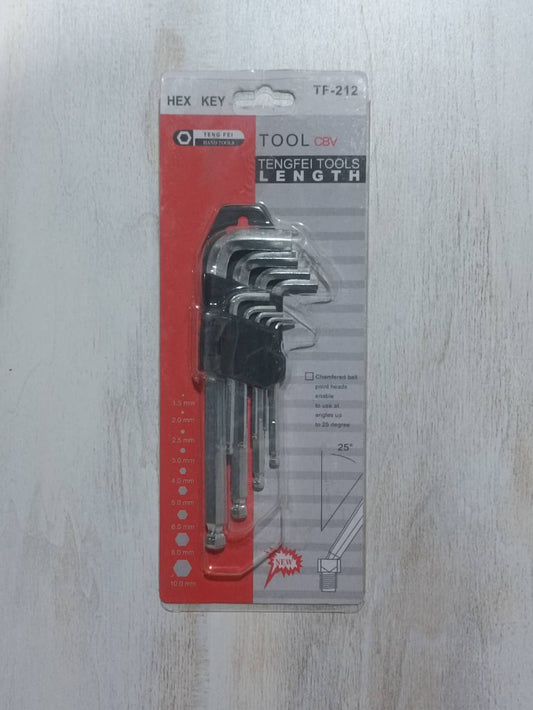 HEX KEY
TF-212
TENG FEI
HAND TOOLS
TOOL CBV
TENGFEI TOOLS
LENGTH
Chamfered ball
point heads
enable
to use at
angles up
to 25 degree
25°
1.5 mm
2.0 mm
2.5 mm
3.0 mm
4.0 mm
5.0 mm
6.0 mm
8.0 mm
10.0 mm
NEW